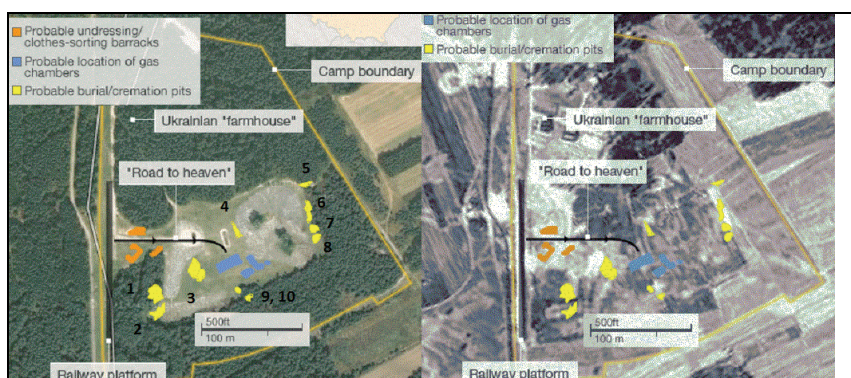 Probable undressing/
clothes-sorting barracks
Probable location of gas
chambers
Probable burial/cremation pits
Camp boundary
Ukrainian "farmhouse"
"Road to heaven"
5
4
6
7
8
1
3
9, 10
2
500ft
100 m
Railway platform
Probable location of gas
chambers
Probable burial/cremation pits
Camp boundary
Ukrainian "farmhouse"
"Road to heaven"
500ft
100 m
Railway platform